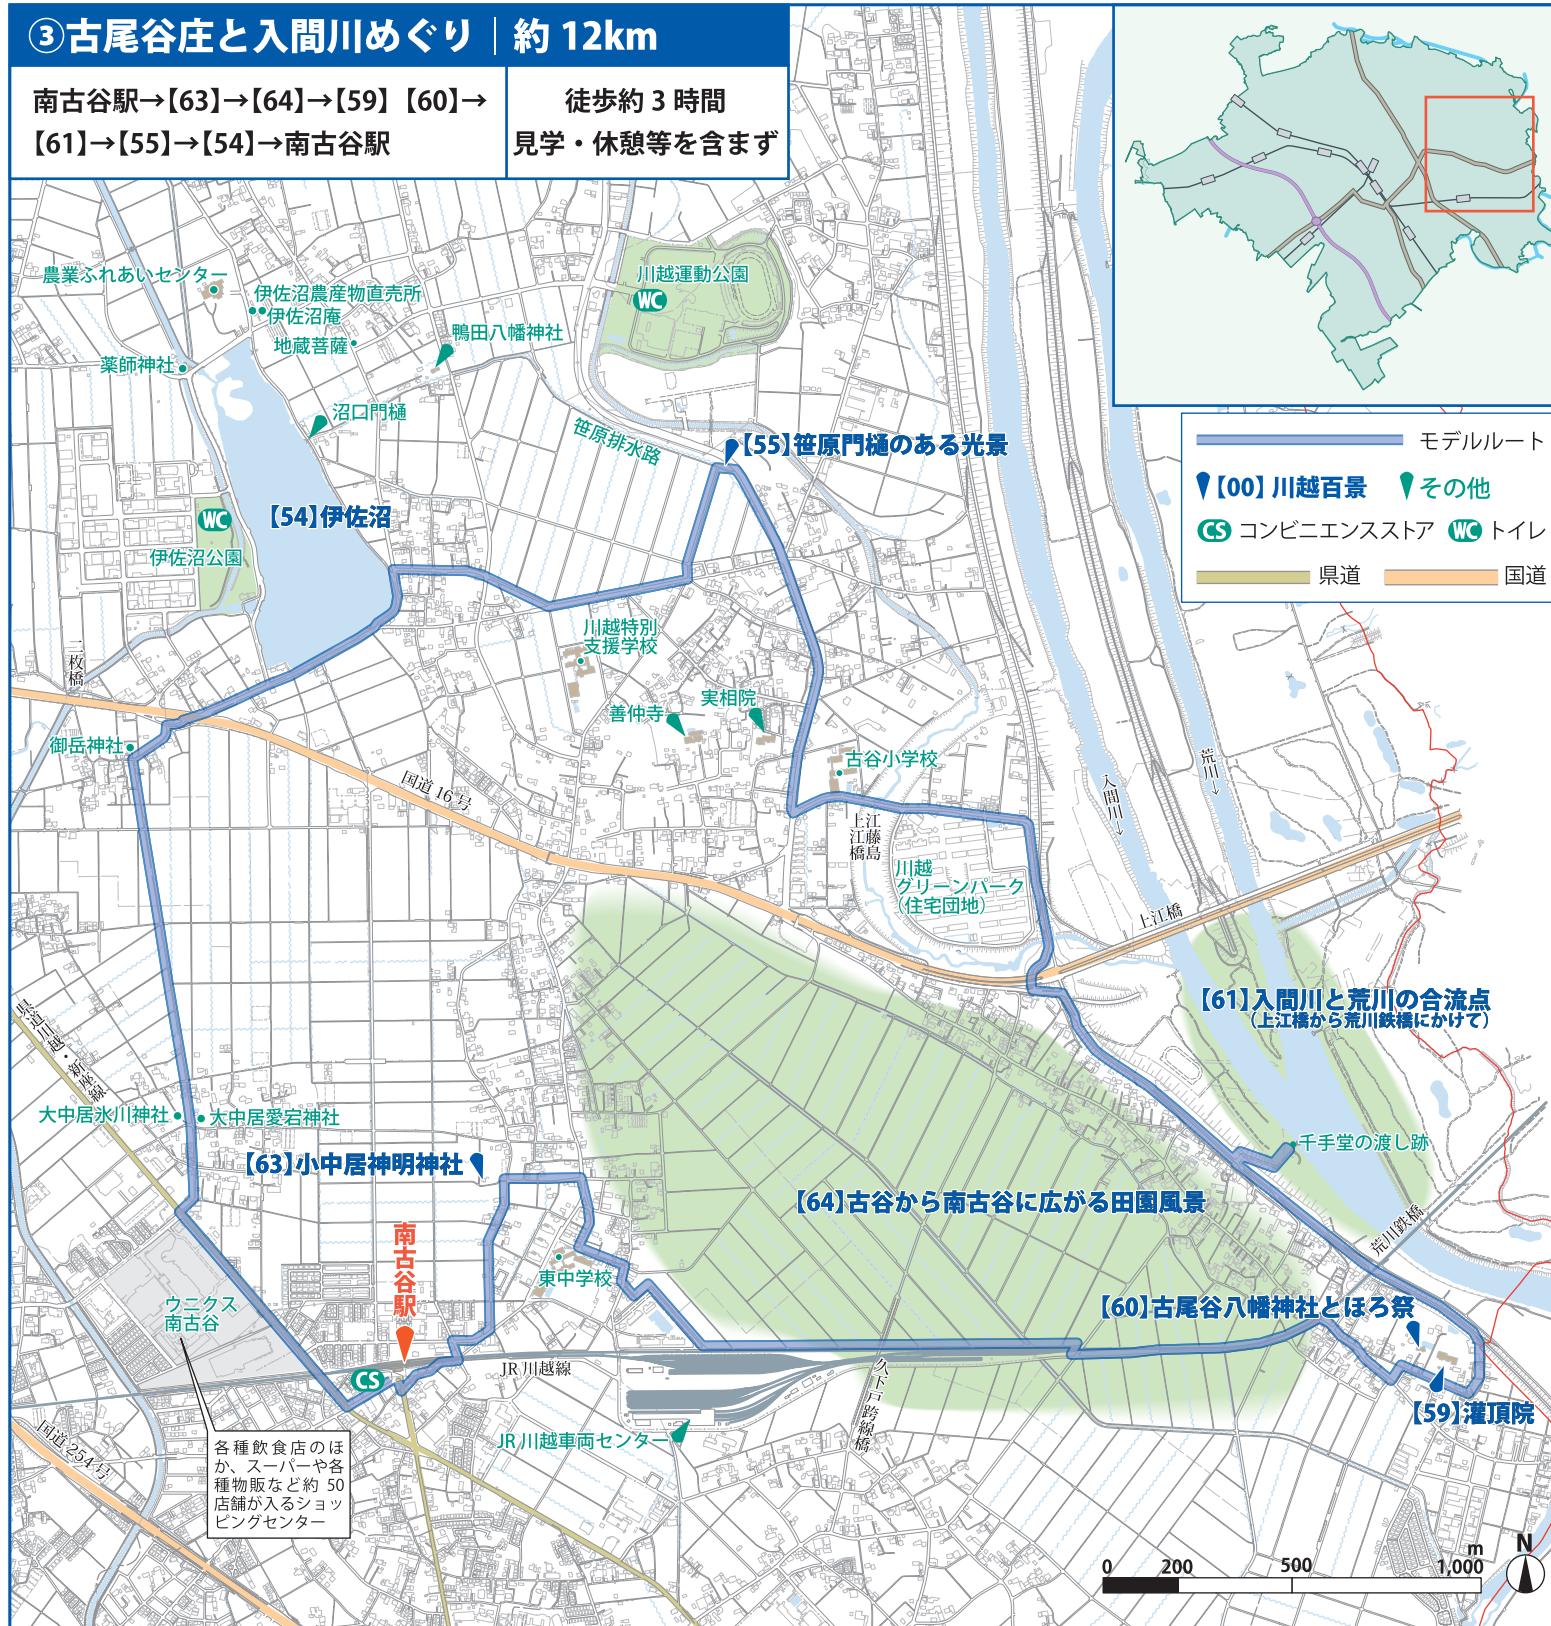 ③古尾谷庄と入間川めぐり｜約 12km
南古谷駅→【63】→【64】→【59】【60】→
【61】→【55】→【54】→南古谷駅
徒歩約 3 時間
見学・休憩等を含まず
モデルルート
【00】川越百景
その他
CS コンビニエンスストア
WC トイレ
県道
国道
農業ふれあいセンター
伊佐沼農産物直売所
伊佐沼庵
地蔵菩薩
鴨田八幡神社
薬師神社
沼口門樋
川越運動公園
WC
笹原排水路
【55】笹原門樋のある光景
【54】伊佐沼
WC
伊佐沼公園
二枚橋
川越特別
支援学校
善仲寺
実相院
御岳神社
古谷小学校
国道 16 号
江藤島
上江橋
川越
グリーンパーク
（住宅団地）
入間川→
荒川→
上江橋
【61】入間川と荒川の合流点
（上江橋から荒川鉄橋にかけて）
県道川越・新座線
大中居氷川神社
大中居愛宕神社
【63】小中居神明神社
千手堂の渡し跡
【64】古谷から南古谷に広がる田園風景
荒川鉄橋
南古谷駅
東中学校
ウニクス
南古谷
【60】古尾谷八幡神社とほろ祭
CS
JR 川越線
久下戸跨線橋
【59】灌頂院
JR 川越車両センター
国道 254 号
各種飲食店のほ
か、スーパーや各
種物販など約 50
店舗が入るショッ
ピングセンター
N
m
0 200 500 1,000